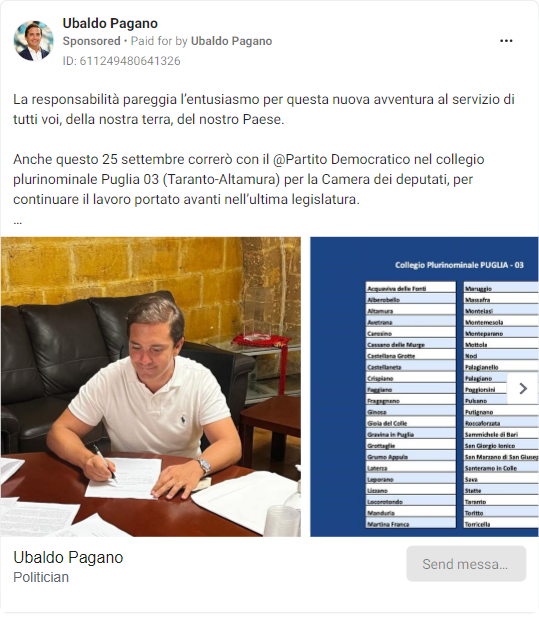 Ubaldo Pagano
Sponsored • Paid for by Ubaldo Pagano
ID: 611249480641326
La responsabilità pareggia l’entusiasmo per questa nuova avventura al servizio di
tutti voi, della nostra terra, del nostro Paese.
Anche questo 25 settembre correrò con il @Partito Democratico nel collegio
plurinominale Puglia 03 (Taranto-Altamura) per la Camera dei deputati, per
continuare il lavoro portato avanti nell’ultima legislatura.
...
Collegio Plurinominale PUGLIA - 03
Acquaviva delle Fonti
Alberobello
Altamura
Avetrana
Carosino
Cassano delle Murge
Castellana Grotte
Castellaneta
Crispiano
Faggiano
Fragagnano
Ginosa
Gioia del Colle
Gravina in Puglia
Grottaglie
Grumo Appula
Laterza
Leporano
Lizzano
Locorotondo
Manduria
Martina Franca
Maruggio
Massafra
Monteiasi
Montemesola
Monteparano
Mottola
Noci
Palagianello
Palagiano
Poggiorsini
Pulsano
Putignano
Roccaforzata
Sammichele di Bari
San Giorgio Ionico
San Marzano di San Giusep
Santeramo in Colle
Sava
Statte
Taranto
Toritto
Torricella
Ubaldo Pagano
Politician
Send messa...